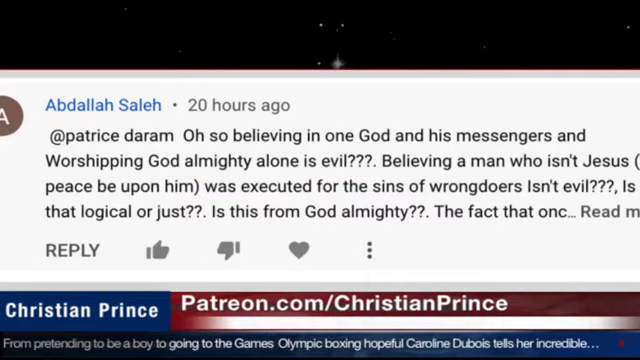 Abdallah Saleh • 20 hours ago
A
@patrice daram Oh so believing in one God and his messengers and
Worshipping God almighty alone is evil???. Believing a man who isn't Jesus (
peace be upon him) was executed for the sins of wrongdoers Isn't evil???, Is
that logical or just??. Is this from God almighty??. The fact that onc... Read m
REPLY
Christian Prince
Patreon.com/ChristianPrince
From pretending to be a boy to going to the Games Olympic boxing hopeful Caroline Dubois tells her incredible...